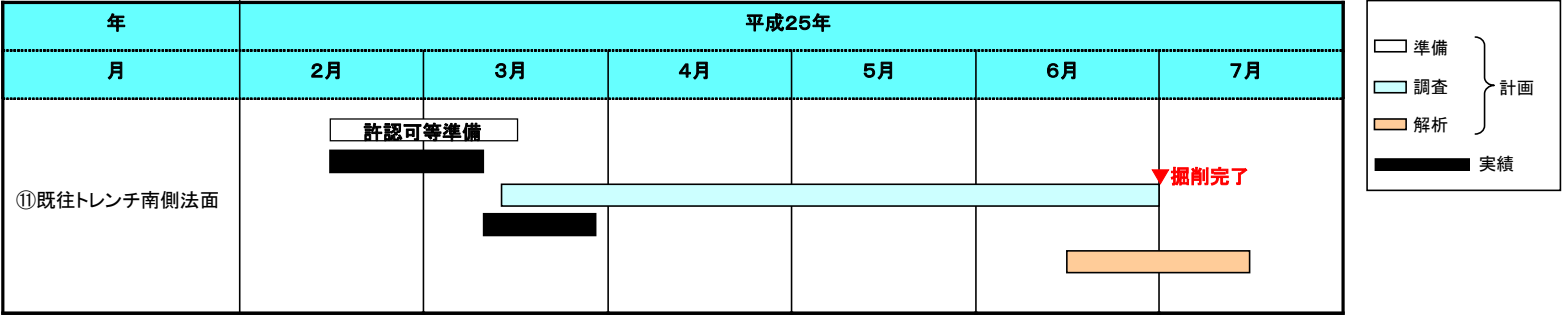 年 平成25年
月 2月 3月 4月 5月 6月 7月
許認可等準備
▼掘削完了
⑪既往トレンチ南側法面
準備
調査
計画
解析
実績